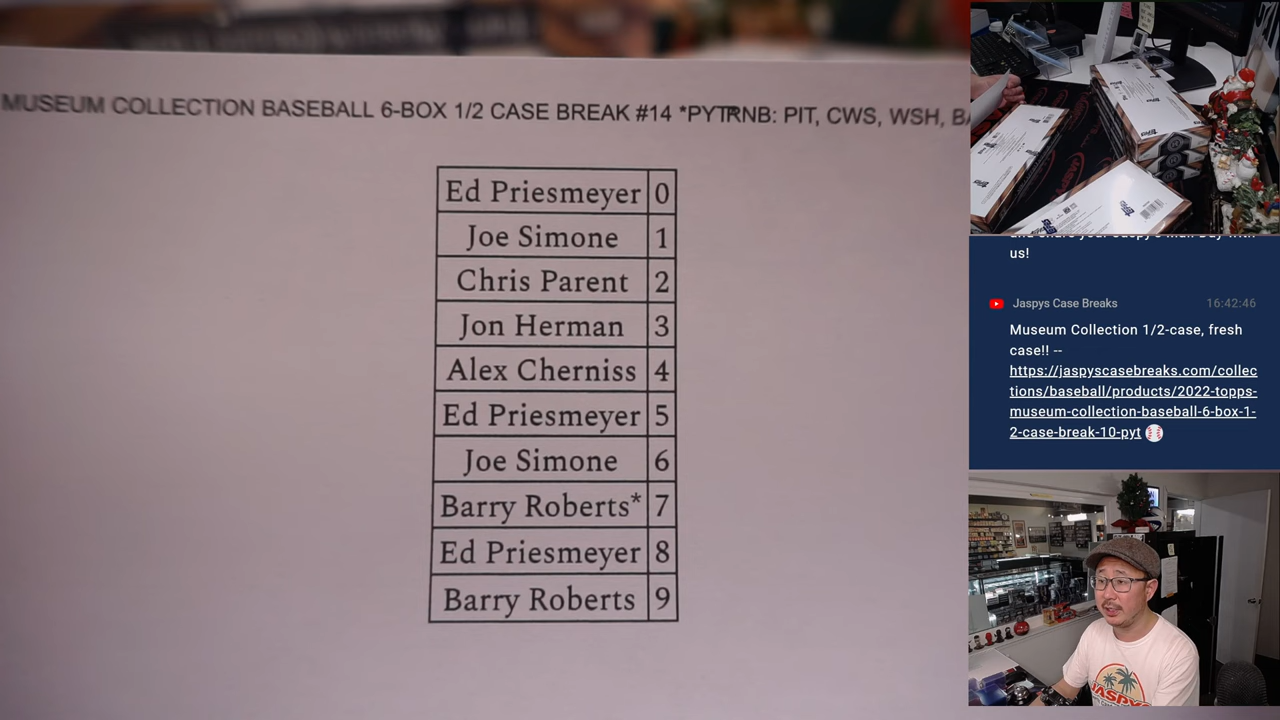 MUSEUM COLLECTION BASEBALL 6-BOX 1/2 CASE BREAK #14 *PYTRNB: PIT, CWS, WSH,
Ed Priesmeyer 0
Joe Simone 1
Chris Parent 2
Jon Herman 3
Alex Cherniss 4
Ed Priesmeyer 5
Joe Simone 6
Barry Roberts* 7
Ed Priesmeyer 8
Barry Roberts 9
us!
Jaspys Case Breaks 16:42:46
Museum Collection 1/2-case, fresh
case!! --
https://jaspyscasebreaks.com/collec
tions/baseball/products/2022-topps-
museum-collection-baseball-6-box-1-
2-case-break-10-pyt
JASPY'S